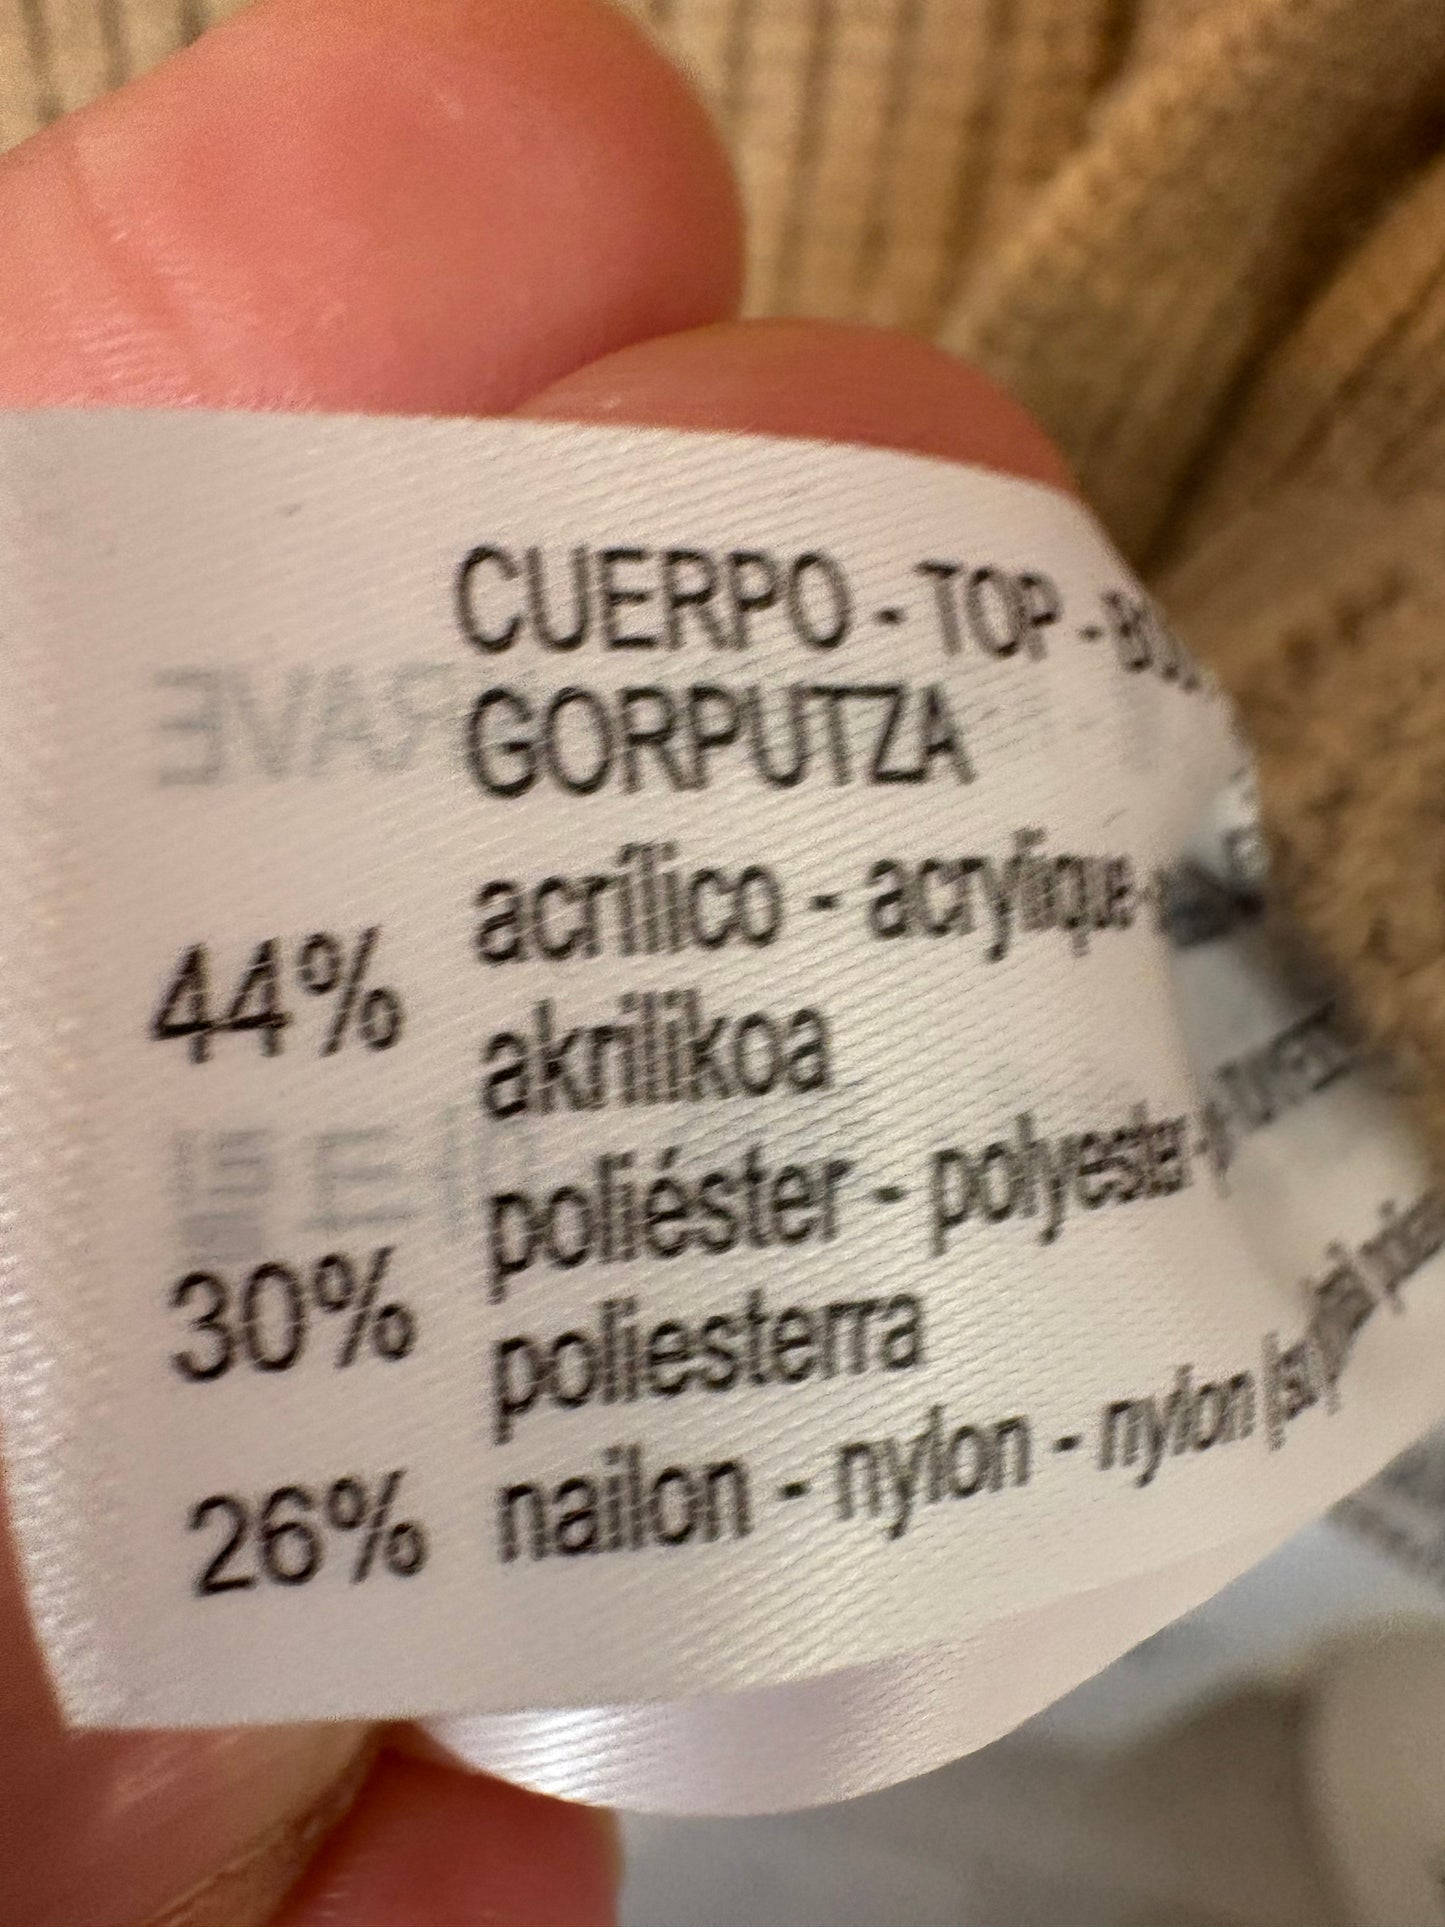 CUERPO - TOP -
GORPUTZA
44% acrílico - acrylique
akrilikoa
30% poliéster - polyester
poliesterra
26% nailon - nylon - nylon